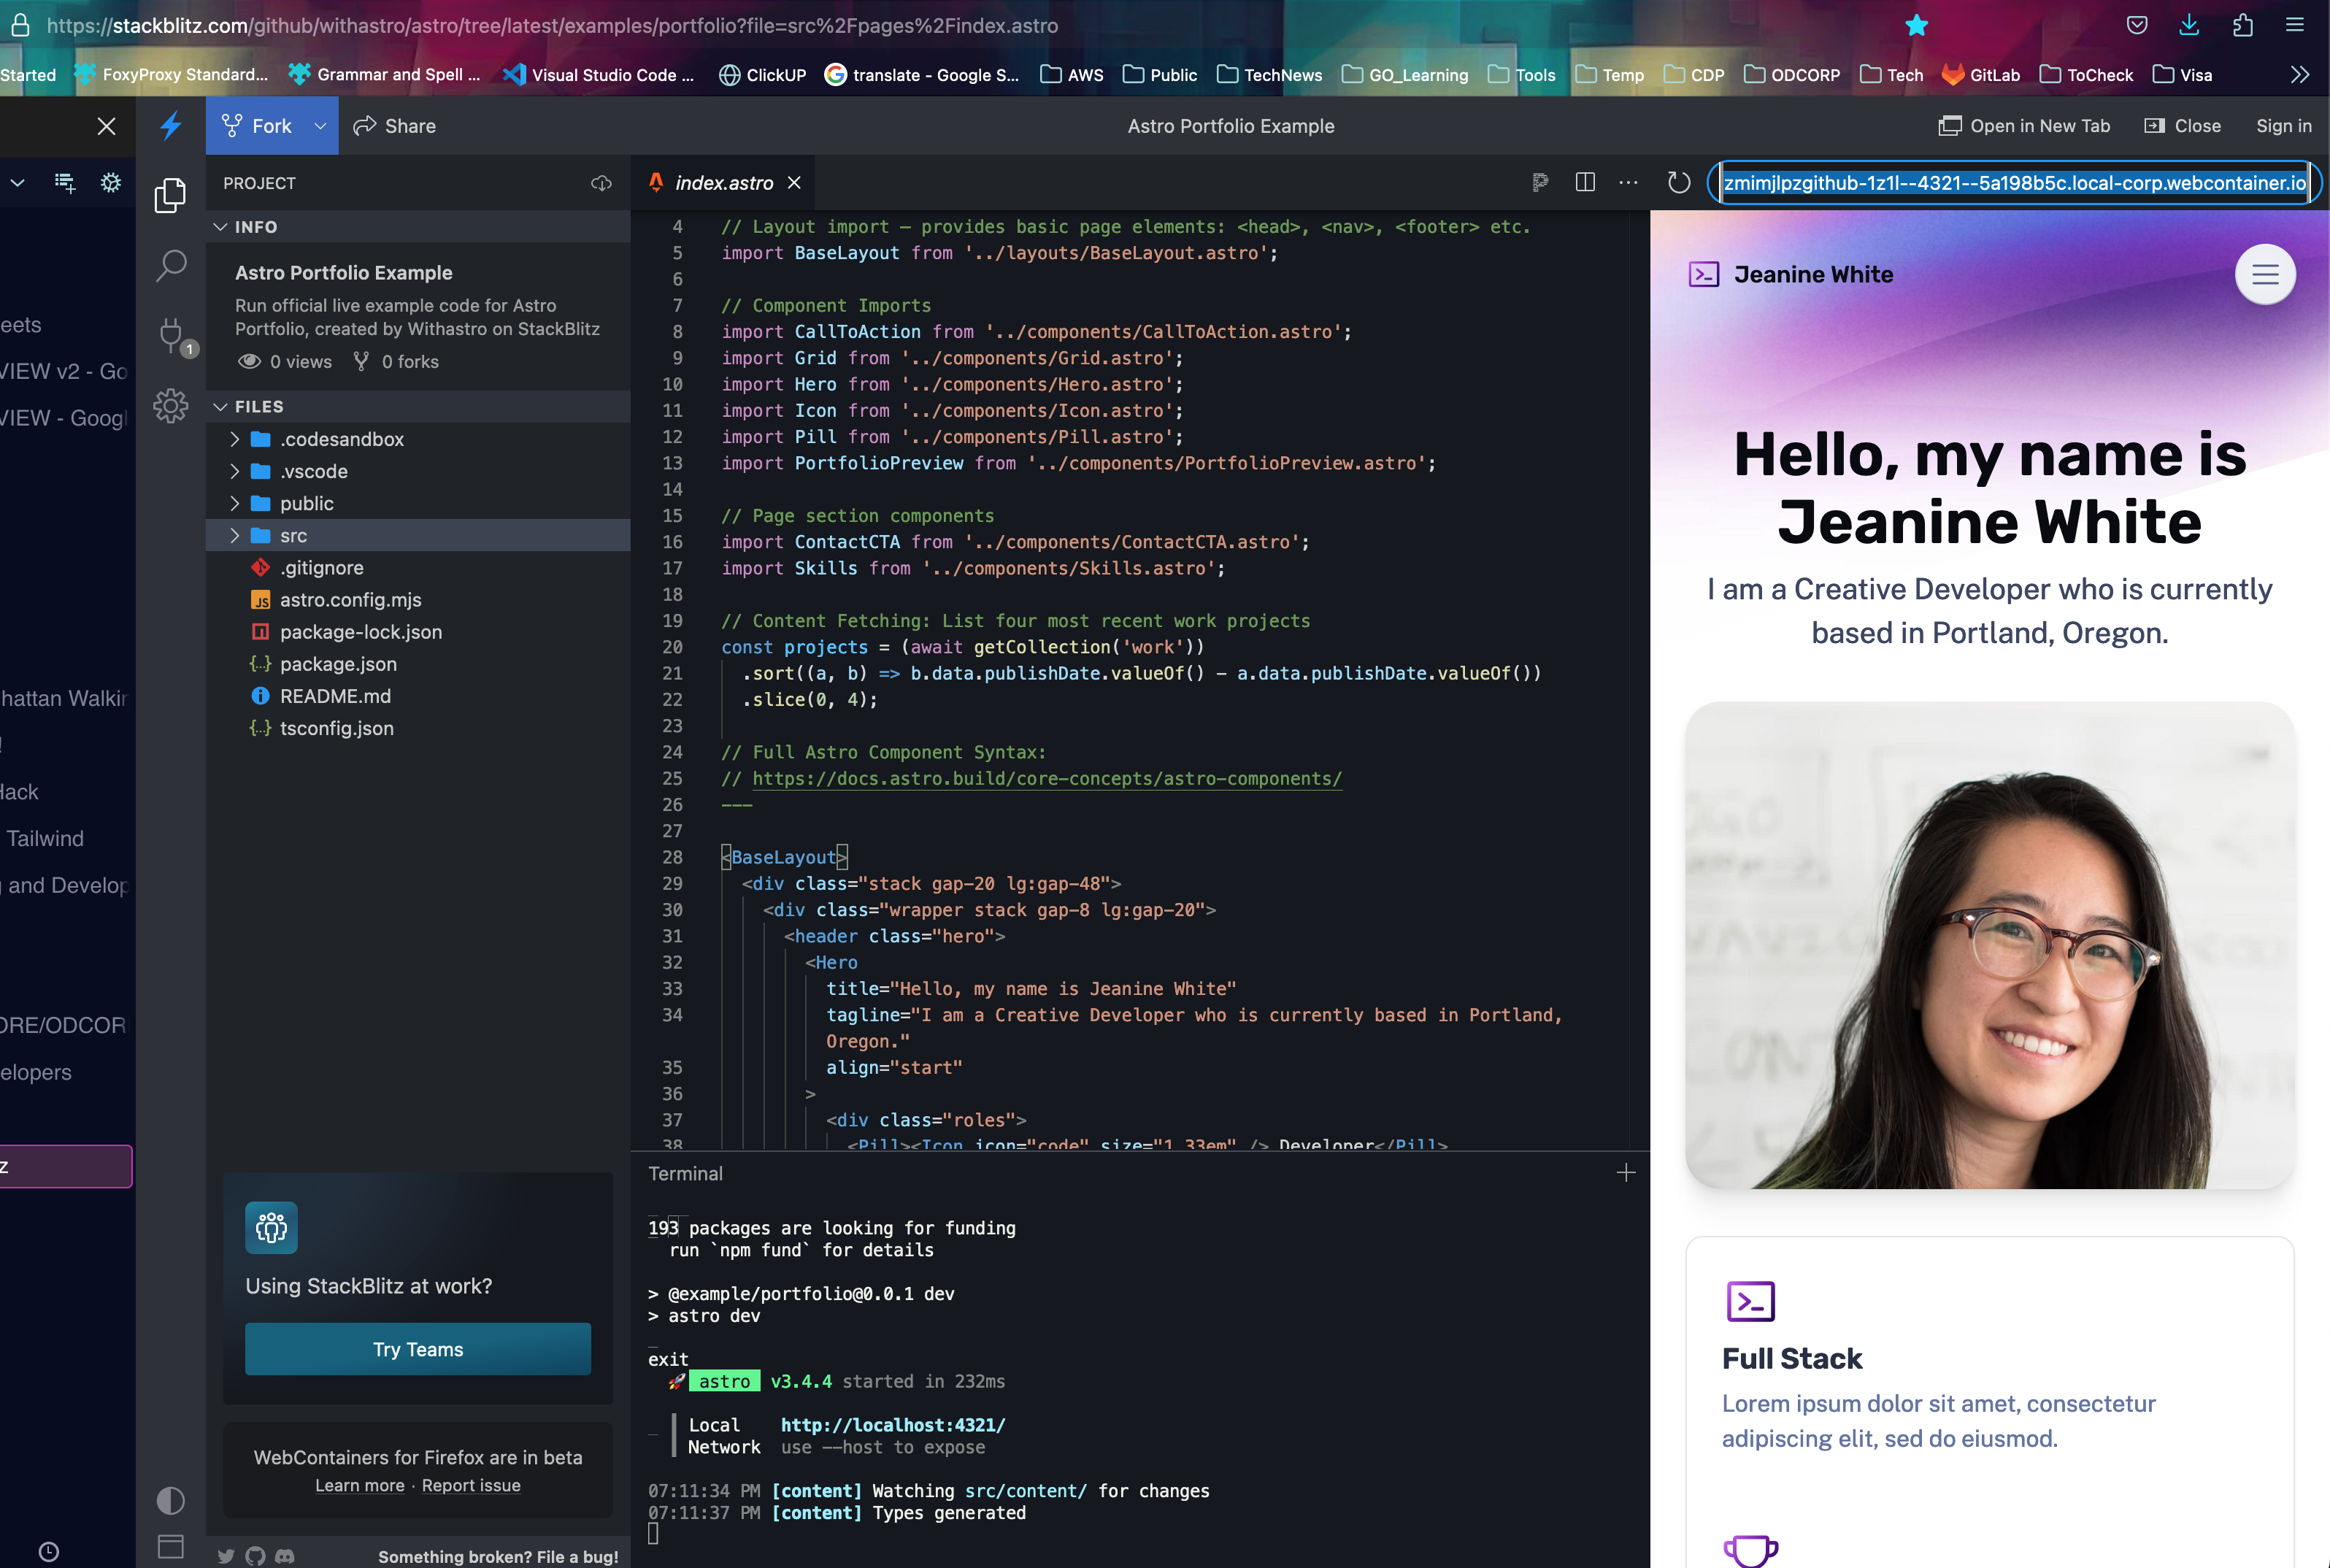 https://stackblitz.com/github/withastro/astro/tree/latest/examples/portfolio?file=src%2Fpages%2Findex.astro
Started FoxyProxy Standard... Grammar and Spell ... Visual Studio Code ... ClickUP translate - Google S... AWS Public TechNews GO_Learning Tools Temp CDP ODCORP Tech GitLab ToCheck Visa
Fork Share Astro Portfolio Example Open in New Tab Close Sign in
eets
VIEW v2 - Go
VIEW - Googl
hattan Walkin
Hack
Tailwind
g and Develop
ORE/ODCOR
elopers
z
PROJECT
INFO
Astro Portfolio Example
Run official live example code for Astro
Portfolio, created by Withastro on StackBlitz
0 views 0 forks
1
FILES
.codesandbox
.vscode
public
src
.gitignore
JS astro.config.mjs
package-lock.json
{..} package.json
README.md
{..} tsconfig.json
Using StackBlitz at work?
Try Teams
WebContainers for Firefox are in beta
Learn more · Report issue
Something broken? File a bug!
index.astro
4 // Layout import – provides basic page elements: <head>, <nav>, <footer> etc.
5 import BaseLayout from '../layouts/BaseLayout.astro';
6
7 // Component Imports
8 import CallToAction from '../components/CallToAction.astro';
9 import Grid from '../components/Grid.astro';
10 import Hero from '../components/Hero.astro';
11 import Icon from '../components/Icon.astro';
12 import Pill from '../components/Pill.astro';
13 import PortfolioPreview from '../components/PortfolioPreview.astro';
14
15 // Page section components
16 import ContactCTA from '../components/ContactCTA.astro';
17 import Skills from '../components/Skills.astro';
18
19 // Content Fetching: List four most recent work projects
20 const projects = (await getCollection('work'))
21 .sort((a, b) => b.data.publishDate.valueOf() - a.data.publishDate.valueOf())
22 .slice(0, 4);
23
24 // Full Astro Component Syntax:
25 // https://docs.astro.build/core-concepts/astro-components/
26 ---
27
28 <BaseLayout>
29 <div class="stack gap-20 lg:gap-48">
30 <div class="wrapper stack gap-8 lg:gap-20">
31 <header class="hero">
32 <Hero
33 title="Hello, my name is Jeanine White"
34 tagline="I am a Creative Developer who is currently based in Portland,
Oregon."
35 align="start"
36 >
37 <div class="roles">
38 <Pill><Icon icon="code" size="1.33em" /> Developer</Pill>
Terminal
193 packages are looking for funding
run `npm fund` for details
> @example/portfolio@0.0.1 dev
> astro dev
exit
🚀 astro v3.4.4 started in 232ms
Local http://localhost:4321/
Network use --host to expose
07:11:34 PM [content] Watching src/content/ for changes
07:11:37 PM [content] Types generated
zmimjlpzgithub-1z1l--4321--5a198b5c.local-corp.webcontainer.io
Jeanine White
Hello, my name is
Jeanine White
I am a Creative Developer who is currently
based in Portland, Oregon.
Full Stack
Lorem ipsum dolor sit amet, consectetur
adipiscing elit, sed do eiusmod.